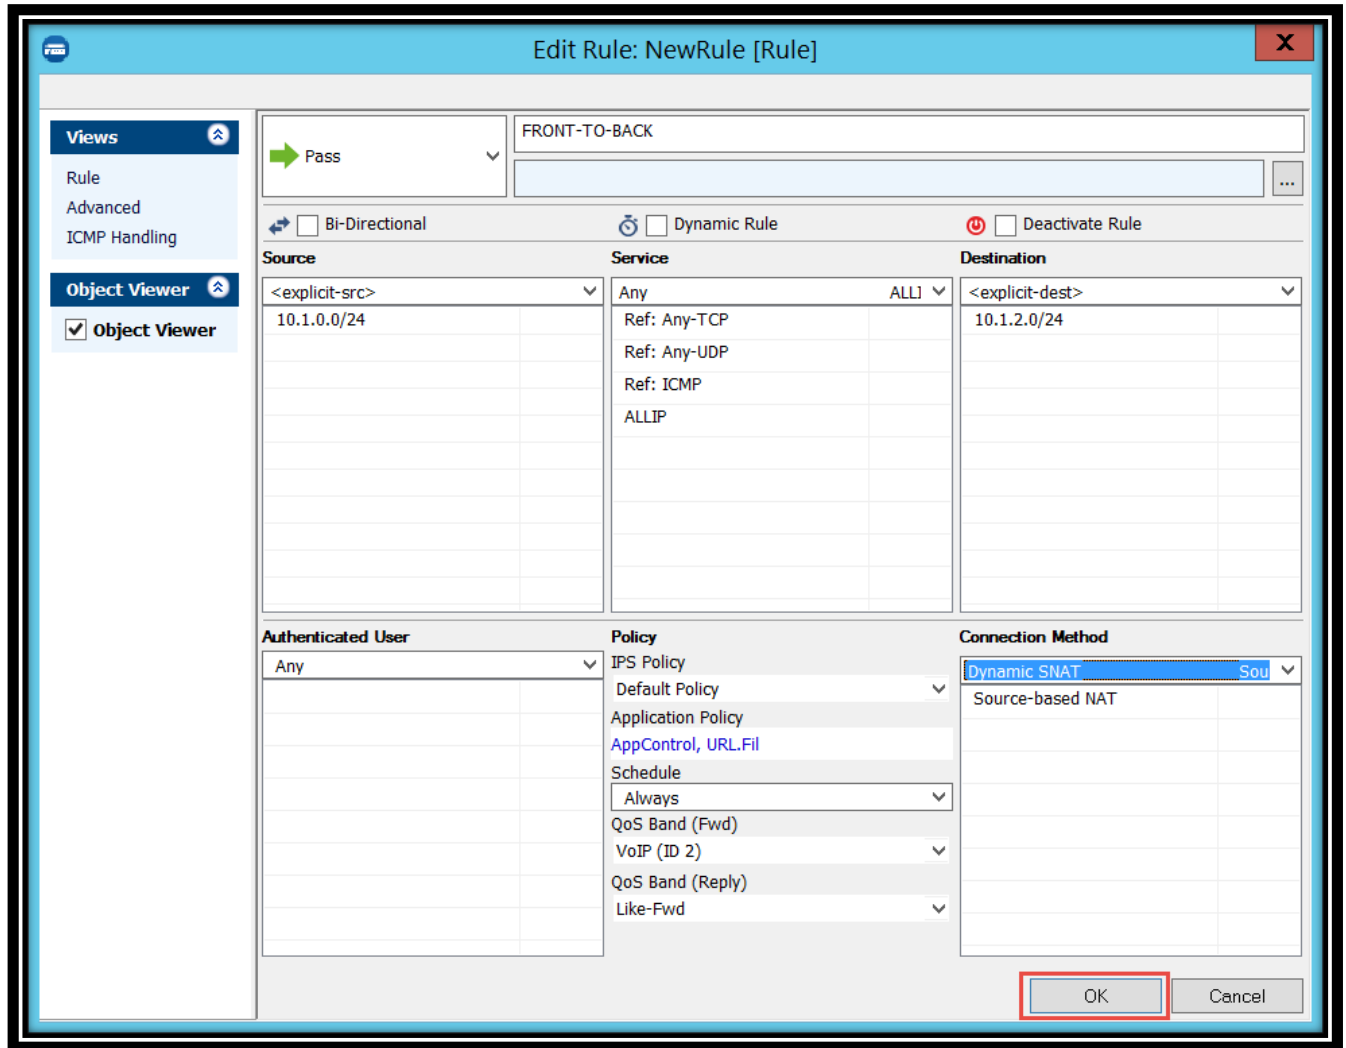 Edit Rule: NewRule [Rule]
X
Views
Rule
Advanced
ICMP Handling
Object Viewer
Object Viewer
Pass
FRONT-TO-BACK
...
Bi-Directional
Dynamic Rule
Deactivate Rule
Source
Service
Destination
<explicit-src>
Any ALLI
<explicit-dest>
10.1.0.0/24
Ref: Any-TCP
10.1.2.0/24
Ref: Any-UDP
Ref: ICMP
ALLIP
Authenticated User
Any
Policy
IPS Policy
Default Policy
Application Policy
AppControl, URL.Fil
Schedule
Always
QoS Band (Fwd)
VoIP (ID 2)
QoS Band (Reply)
Like-Fwd
Connection Method
Dynamic SNAT Sou
Source-based NAT
OK
Cancel